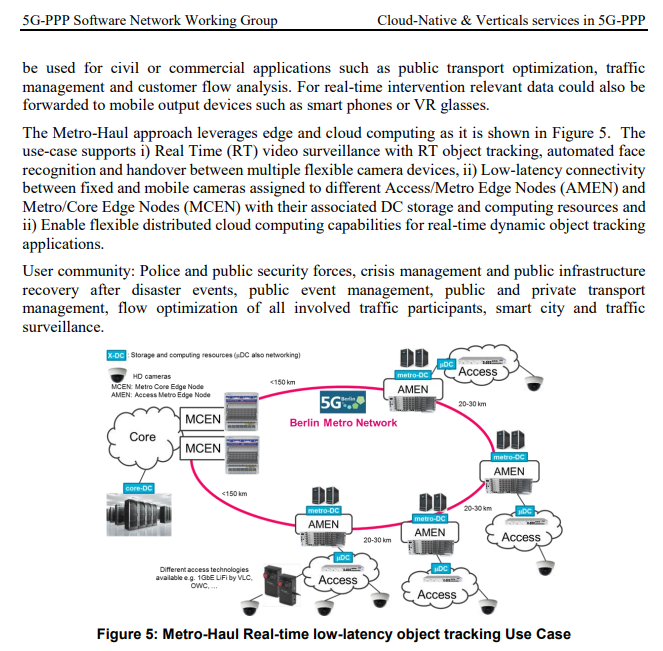 5G-PPP Software Network Working Group Cloud-Native & Verticals services in 5G-PPP
be used for civil or commercial applications such as public transport optimization, traffic
management and customer flow analysis. For real-time intervention relevant data could also be
forwarded to mobile output devices such as smart phones or VR glasses.
The Metro-Haul approach leverages edge and cloud computing as it is shown in Figure 5. The
use-case supports i) Real Time (RT) video surveillance with RT object tracking, automated face
recognition and handover between multiple flexible camera devices, ii) Low-latency connectivity
between fixed and mobile cameras assigned to different Access/Metro Edge Nodes (AMEN) and
Metro/Core Edge Nodes (MCEN) with their associated DC storage and computing resources and
ii) Enable flexible distributed cloud computing capabilities for real-time dynamic object tracking
applications.
User community: Police and public security forces, crisis management and public infrastructure
recovery after disaster events, public event management, public and private transport
management, flow optimization of all involved traffic participants, smart city and traffic
surveillance.
X-DC : Storage and computing resources (µDC also networking)
HD cameras
MCEN: Metro Core Edge Node
AMEN: Access Metro Edge Node
<150 km
5G Berlin
Berlin Metro Network
metro-DC
AMEN
µDC
Access
20-30 km
MCEN
MCEN
Core
core-DC
<150 km
metro-DC
AMEN
µDC
Access
20-30 km
metro-DC
AMEN
µDC
Access
20-30 km
metro-DC
AMEN
µDC
Access
Different access technologies
available e.g. 1GbE LiFi by VLC,
OWC, ...
Figure 5: Metro-Haul Real-time low-latency object tracking Use Case